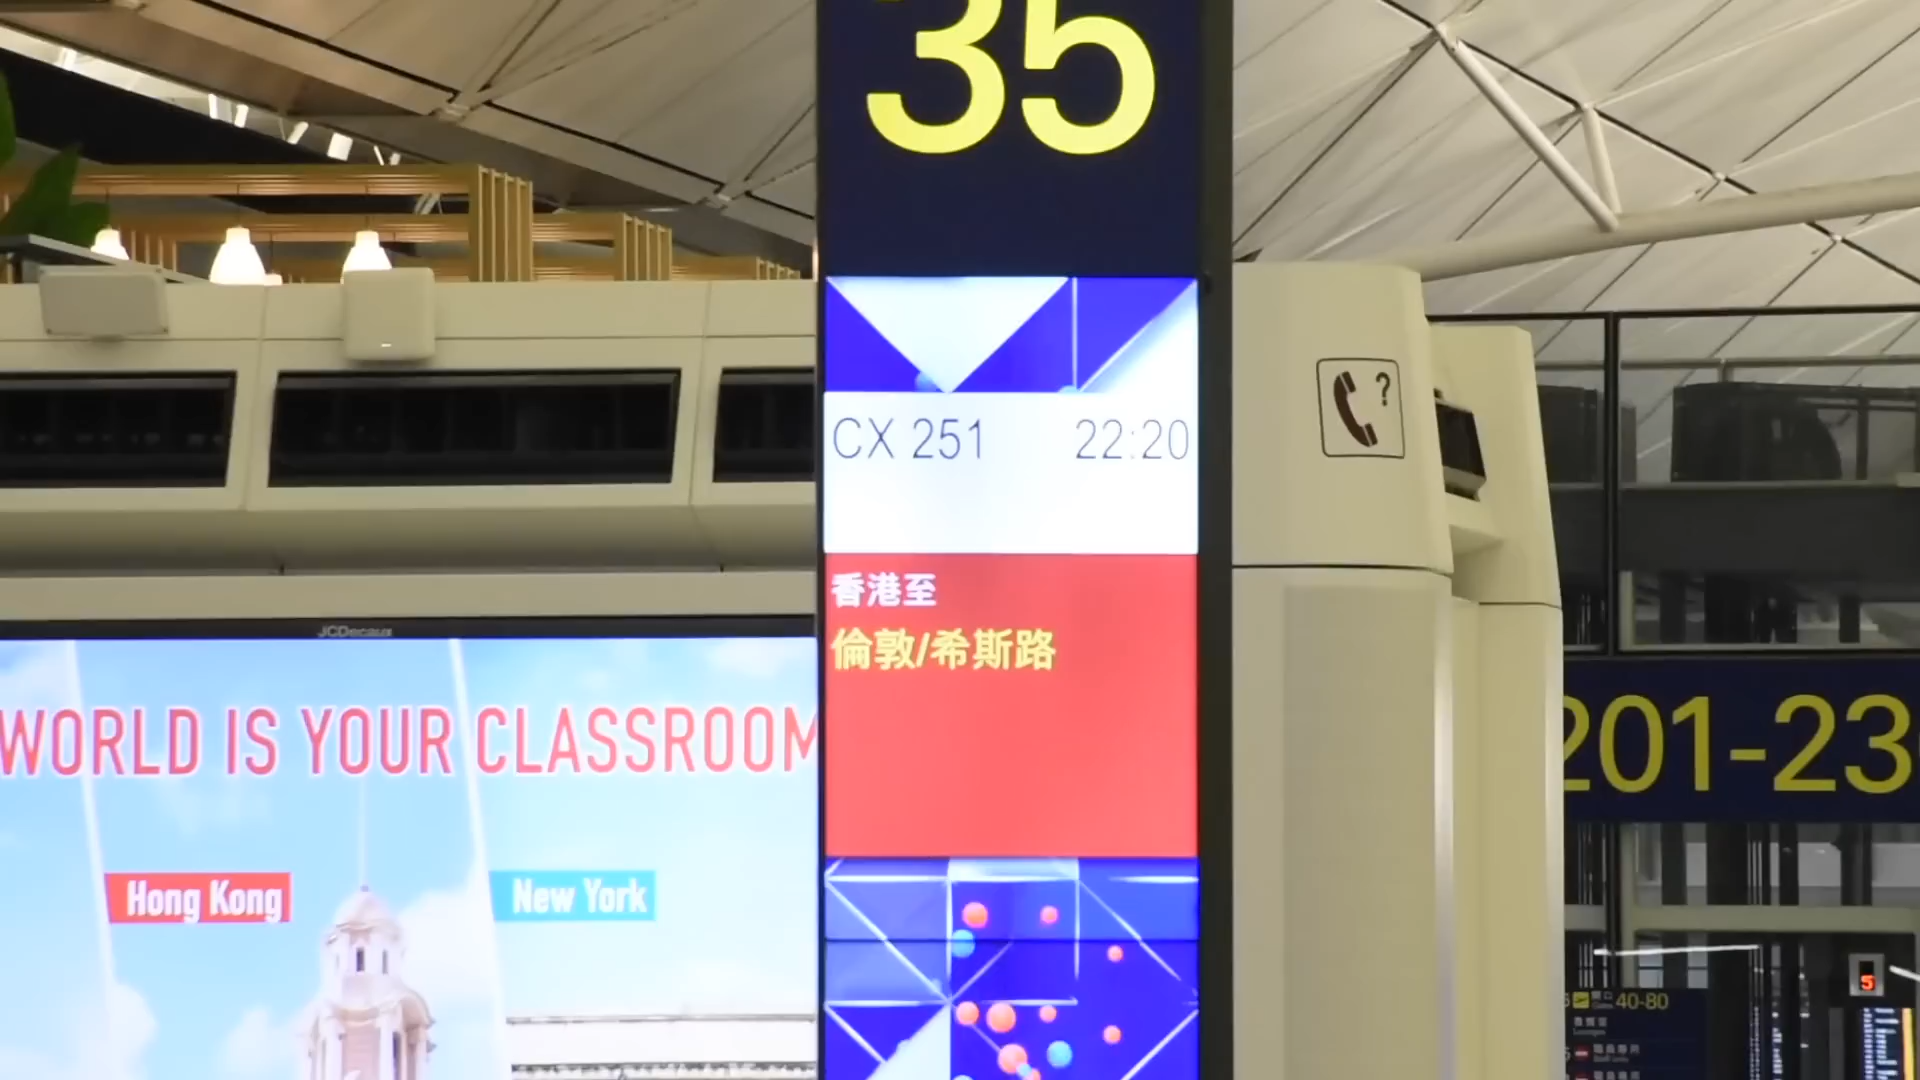 35
CX 251 22:20
香港至
倫敦/希斯路
?
JCDecaux
WORLD IS YOUR CLASSROOM
Hong Kong
New York
201-23
40-80
5